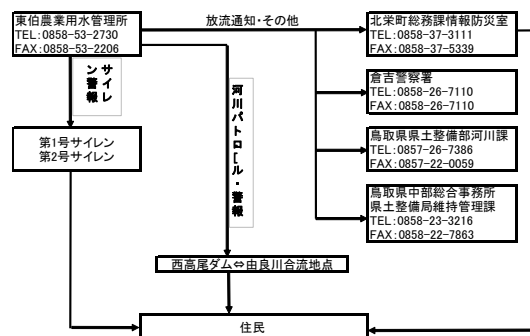 東伯農業用水管理所
TEL:0858-53-2730
FAX:0858-53-2206
放流通知・その他
北栄町総務課情報防災室
TEL:0858-37-3111
FAX:0858-37-5339
サイレン警報
倉吉警察署
TEL:0858-26-7110
FAX:0858-26-7110
河川パトロール・警報
第1号サイレン
第2号サイレン
鳥取県県土整備部河川課
TEL:0857-26-7386
FAX:0857-22-0059
鳥取県中部総合事務所
県土整備局維持管理課
TEL:0858-23-3216
FAX:0858-22-7863
西高尾ダム⇔由良川合流地点
住民